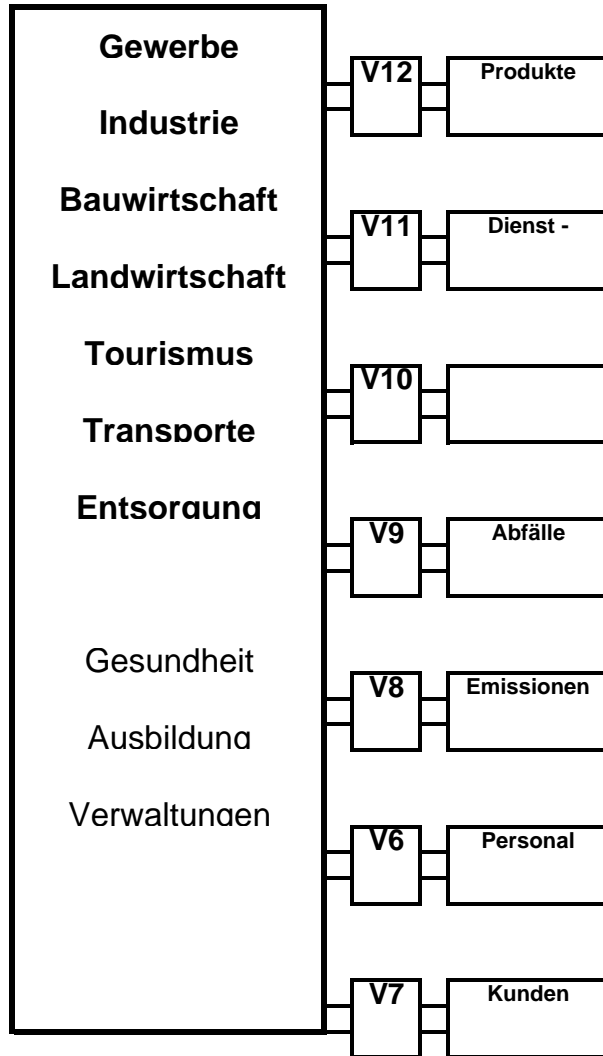 Gewerbe
Industrie
Bauwirtschaft
Landwirtschaft
Tourismus
Transporte
Entsorgung
Gesundheit
Ausbildung
Verwaltungen
V12 Produkte
V11 Dienst -
V10
V9 Abfälle
V8 Emissionen
V6 Personal
V7 Kunden